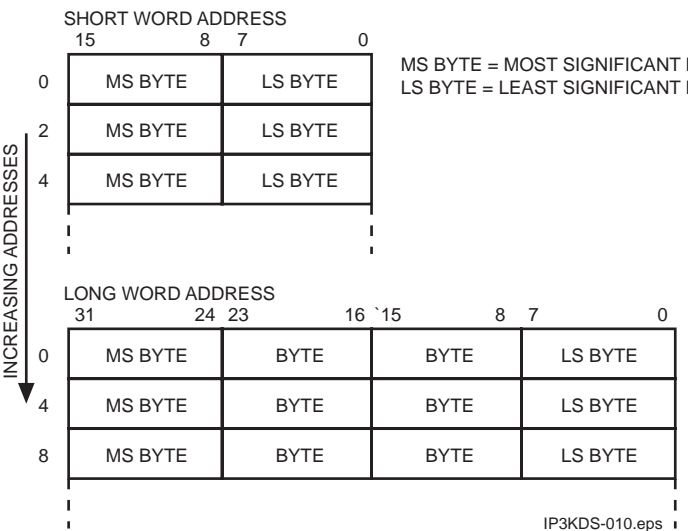 SHORT WORD ADDRESS
15 8 7 0
MS BYTE = MOST SIGNIFICANT
LS BYTE = LEAST SIGNIFICANT
0 MS BYTE LS BYTE
2 MS BYTE LS BYTE
4 MS BYTE LS BYTE
INCREASING ADDRESSES
LONG WORD ADDRESS
31 24 23 16 `15 8 7 0
0 MS BYTE BYTE BYTE LS BYTE
4 MS BYTE BYTE BYTE LS BYTE
8 MS BYTE BYTE BYTE LS BYTE
IP3KDS-010.eps